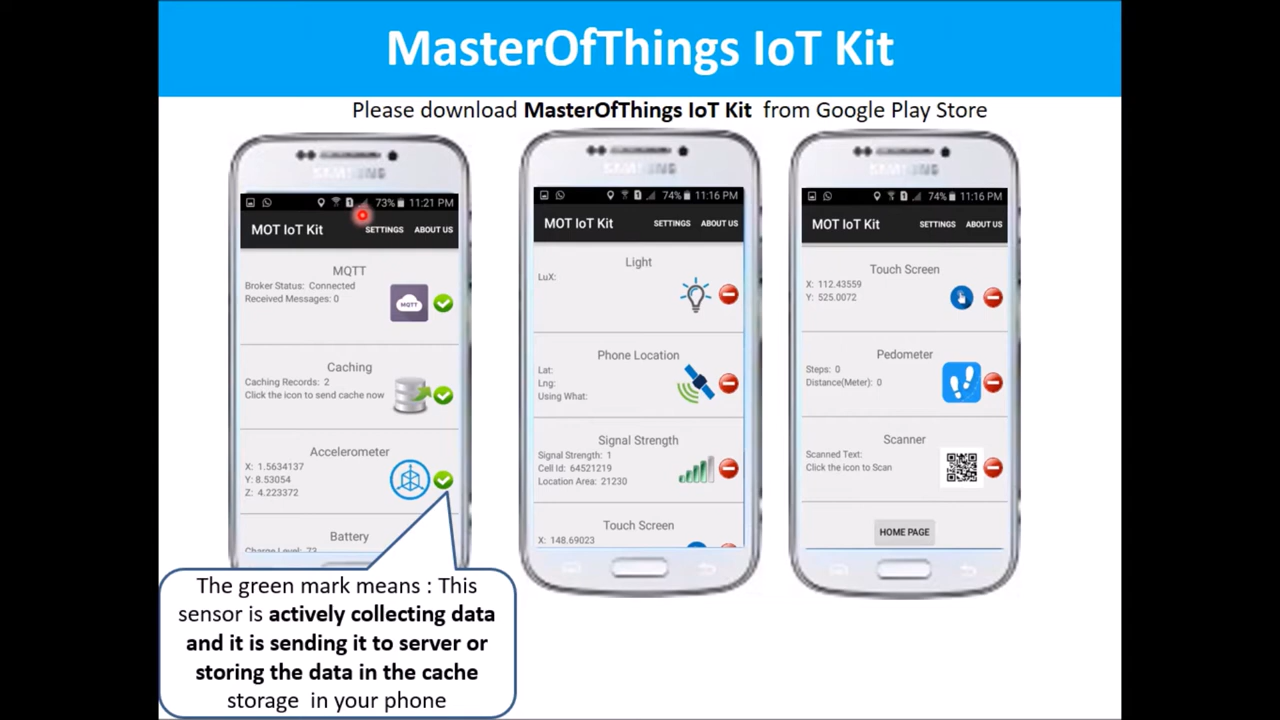 MasterOfThings IoT Kit
Please download MasterOfThings IoT Kit from Google Play Store
SAMSUNG
73% 11:21 PM
MOT IoT Kit SETTINGS ABOUT US
MQTT
Broker Status: Connected
Received Messages: 0
MQTT
Caching
Caching Records: 2
Click the icon to send cache now
Accelerometer
X: 1.5634137
Y: 8.53054
Z: 4.223372
Battery
Charge Level: 73
The green mark means : This
sensor is actively collecting data
and it is sending it to server or
storing the data in the cache
storage in your phone
SAMSUNG
74% 11:16 PM
MOT IoT Kit SETTINGS ABOUT US
Light
LuX:
Phone Location
Lat:
Lng:
Using What:
Signal Strength
Signal Strength: 1
Cell Id: 64521219
Location Area: 21230
Touch Screen
X: 148.69023
SAMSUNG
74% 11:16 PM
MOT IoT Kit SETTINGS ABOUT US
Touch Screen
X: 112.43559
Y: 525.0072
Pedometer
Steps: 0
Distance(Meter): 0
Scanner
Scanned Text:
Click the icon to Scan
HOME PAGE